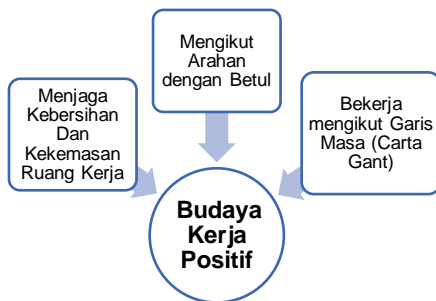 Menjaga
Kebersihan
Dan
Kekemasan
Ruang Kerja
Mengikut
Arahan
dengan Betul
Bekerja
mengikut Garis
Masa (Carta
Gant)
Budaya
Kerja
Positif